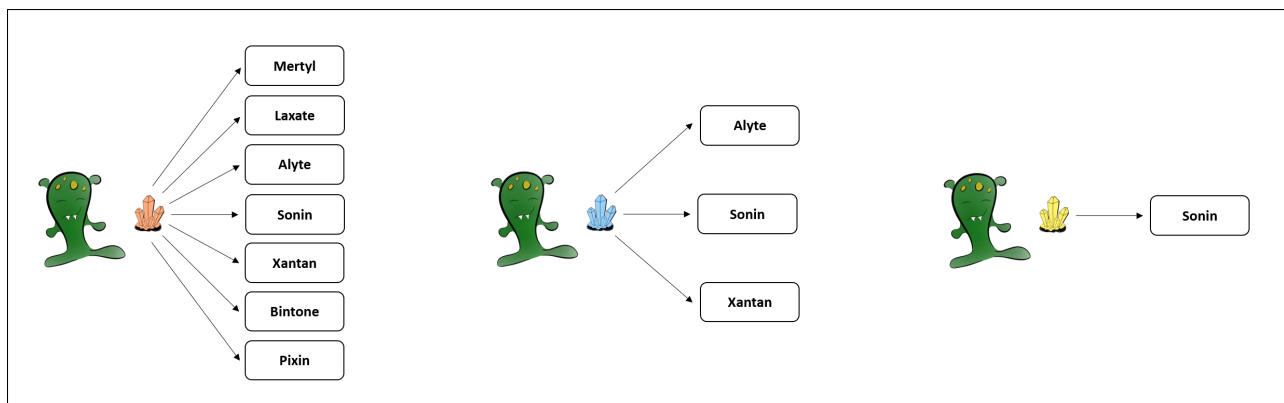 Mertyl
Laxate
Alyte
Sonin
Xantan
Bintone
Pixin
Alyte
Sonin
Xantan
Sonin